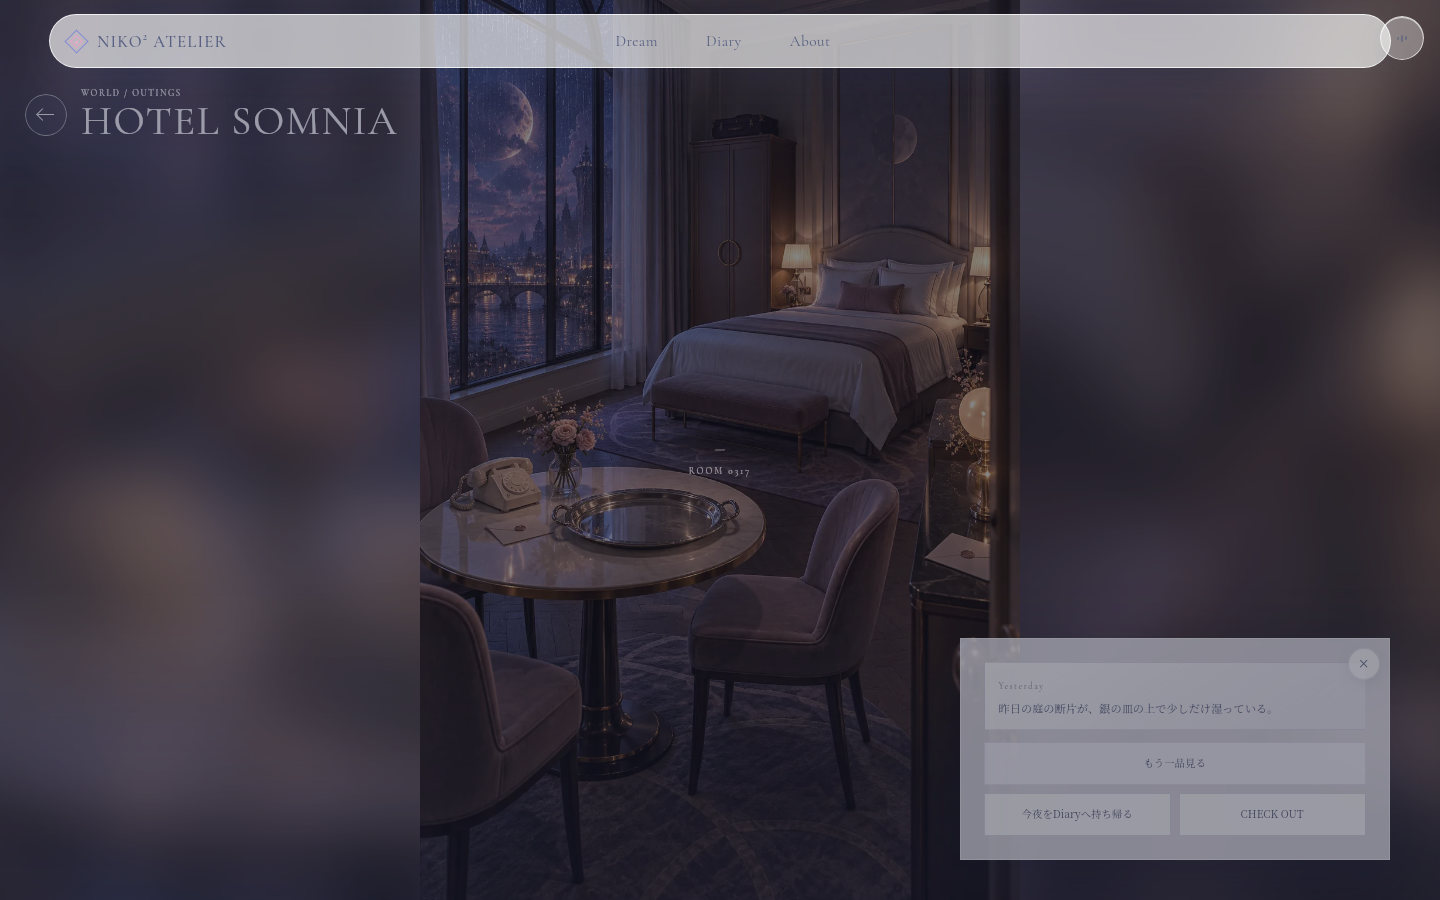 NIKO² ATELIER
Dream
Diary
About
WORLD / OUTINGS
HOTEL SOMNIA
ROOM 0317
Yesterday
昨日の庭の断片が、銀の皿の上で少しだけ湿っている。
もう一品見る
今夜をDiaryへ持ち帰る
CHECK OUT